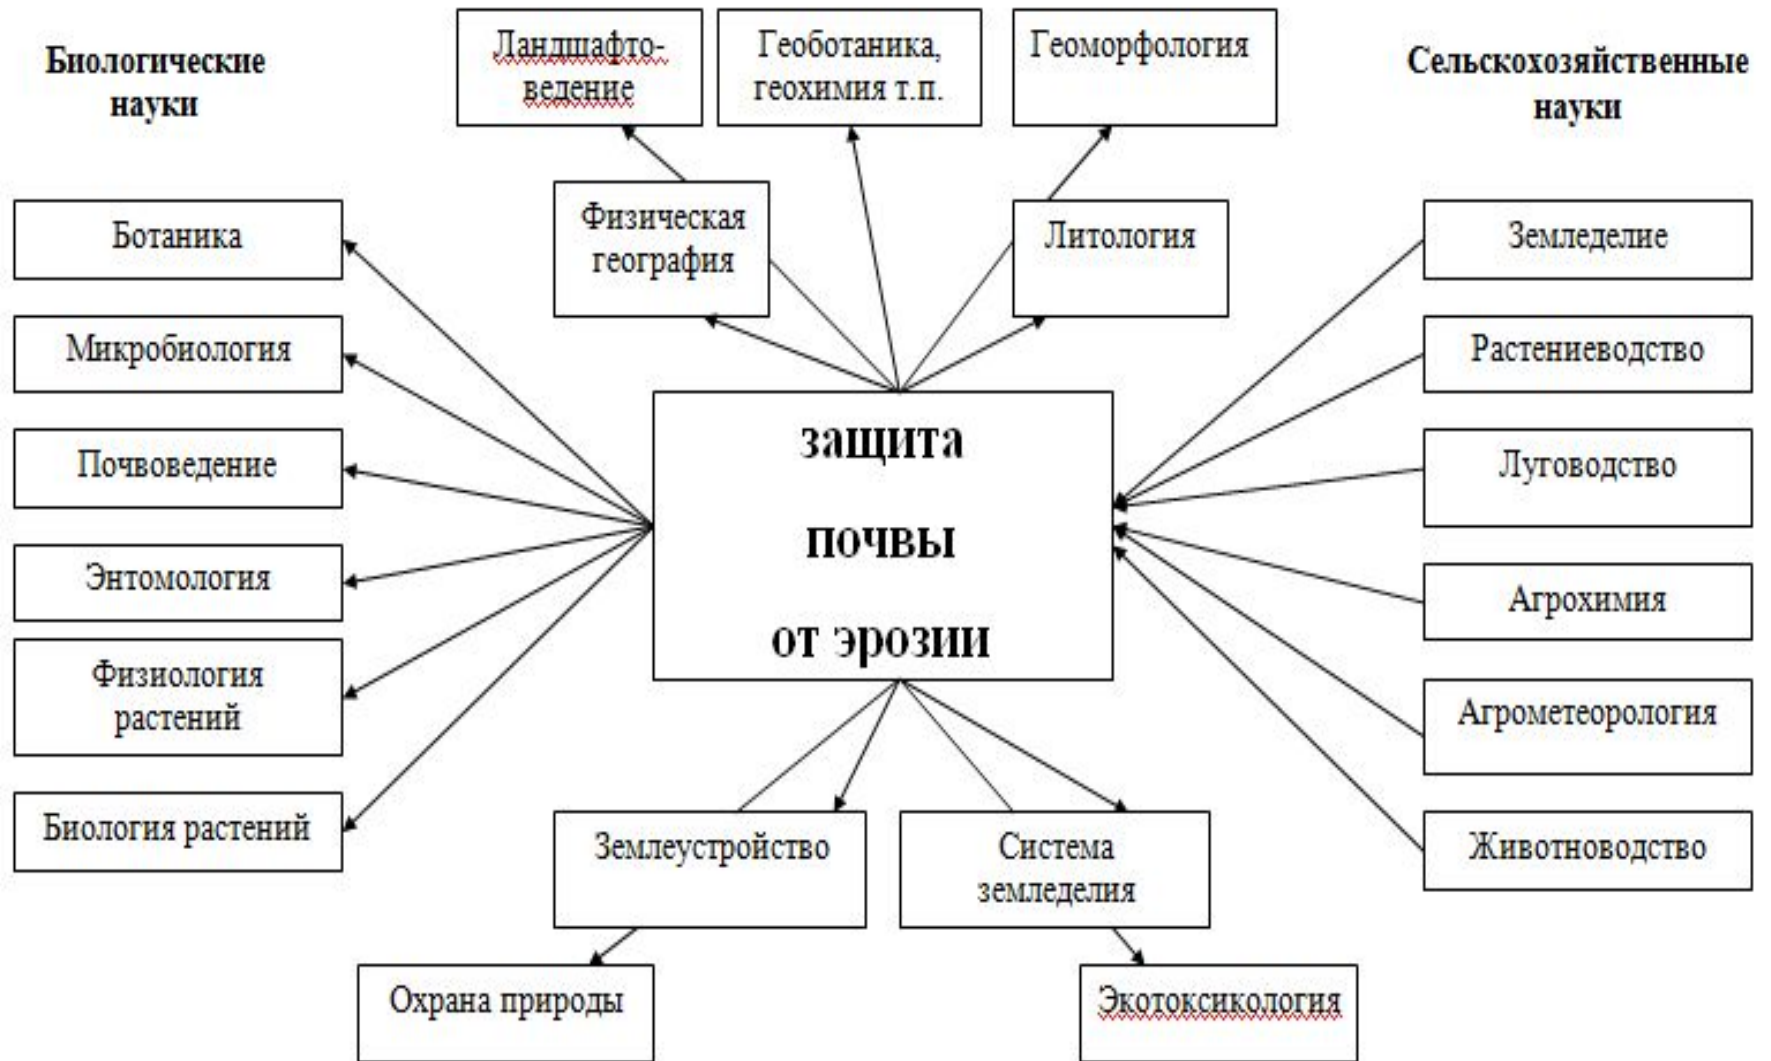 Биологические
науки
Ландшафто-
ведение
Геоботаника,
геохимия т.п.
Геоморфология
Сельскохозяйственные
науки
Физическая
география
Литология
Ботаника
Микробиология
Почвоведение
Энтомология
Физиология
растений
Биология растений
защита
почвы
от эрозии
Земледелие
Растениеводство
Луговодство
Агрохимия
Агрометеорология
Животноводство
Землеустройство
Система
земледелия
Охрана природы
Экотоксикология